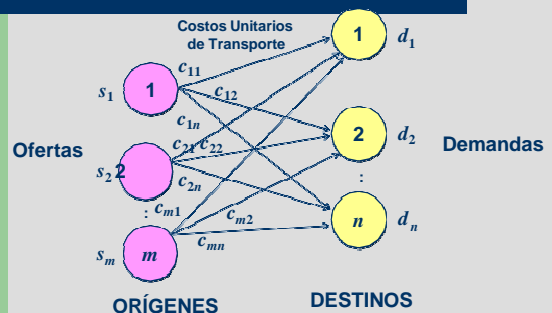 Costos Unitarios
de Transporte
1
d1
c11
s1
1
c12
c1n
Ofertas
c21
c22
2
d2
Demandas
s2
2
c2n
:
:
cm1
cm2
n
dn
sm
m
cmn
ORÍGENES
DESTINOS